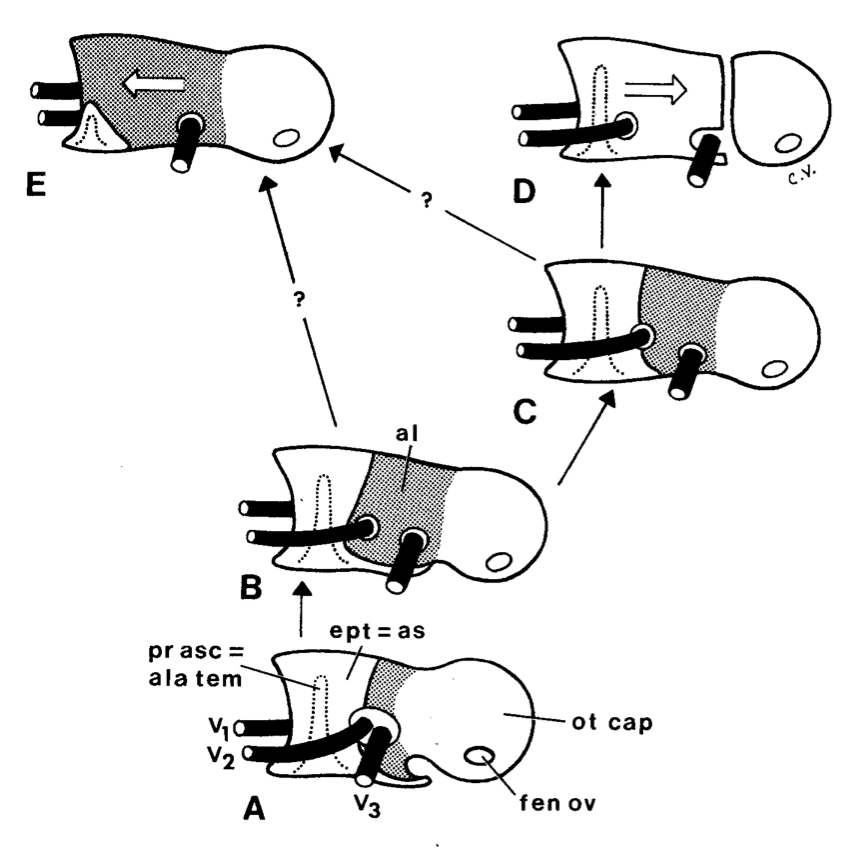 E
D
C.V.
?
?
C
al
B
ept = as
pr asc =
ala tem
V1
V2
ot cap
fen ov
A
V3